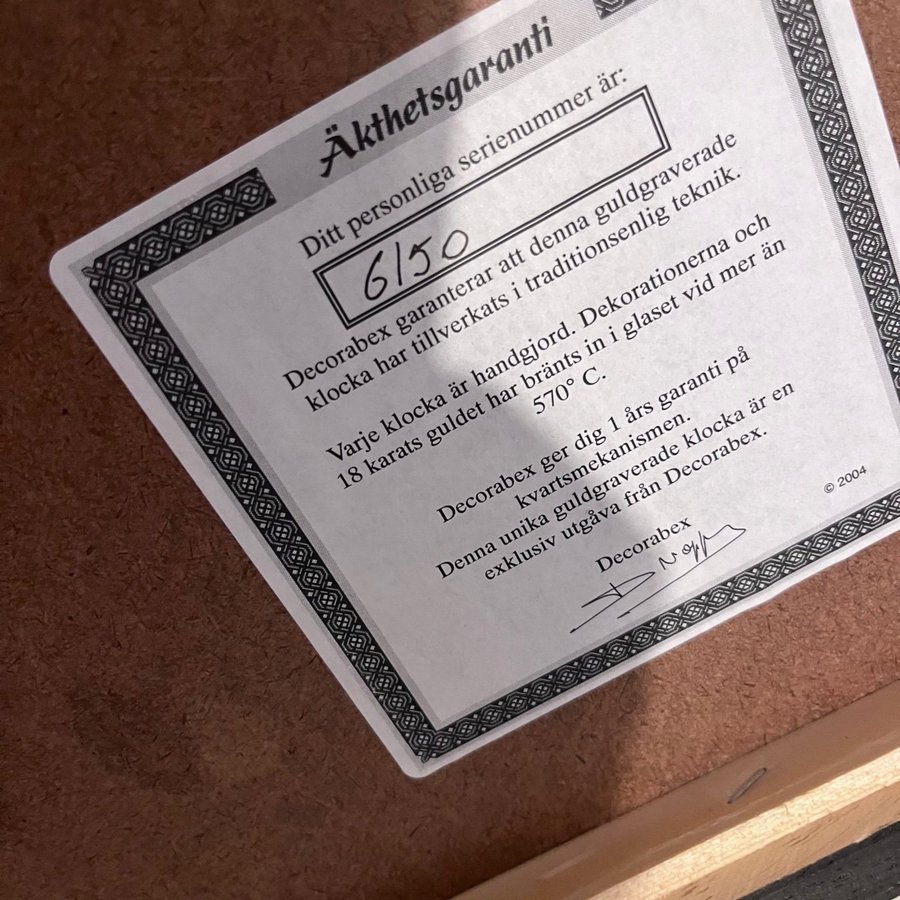 Äkthetsgaranti
Ditt personliga serienummer är:
6150
Decorabex garanterar att denna guldgraverade
klocka har tillverkats i traditionsenlig teknik.
Varje klocka är handgjord. Dekorationerna och
18 karats guldet har bränts in i glaset vid mer än
570° C.
Decorabex ger dig 1 års garanti på
kvartsmekanismen.
Denna unika guldgraverade klocka är en
exklusiv utgåva från Decorabex.
Decorabex
© 2004